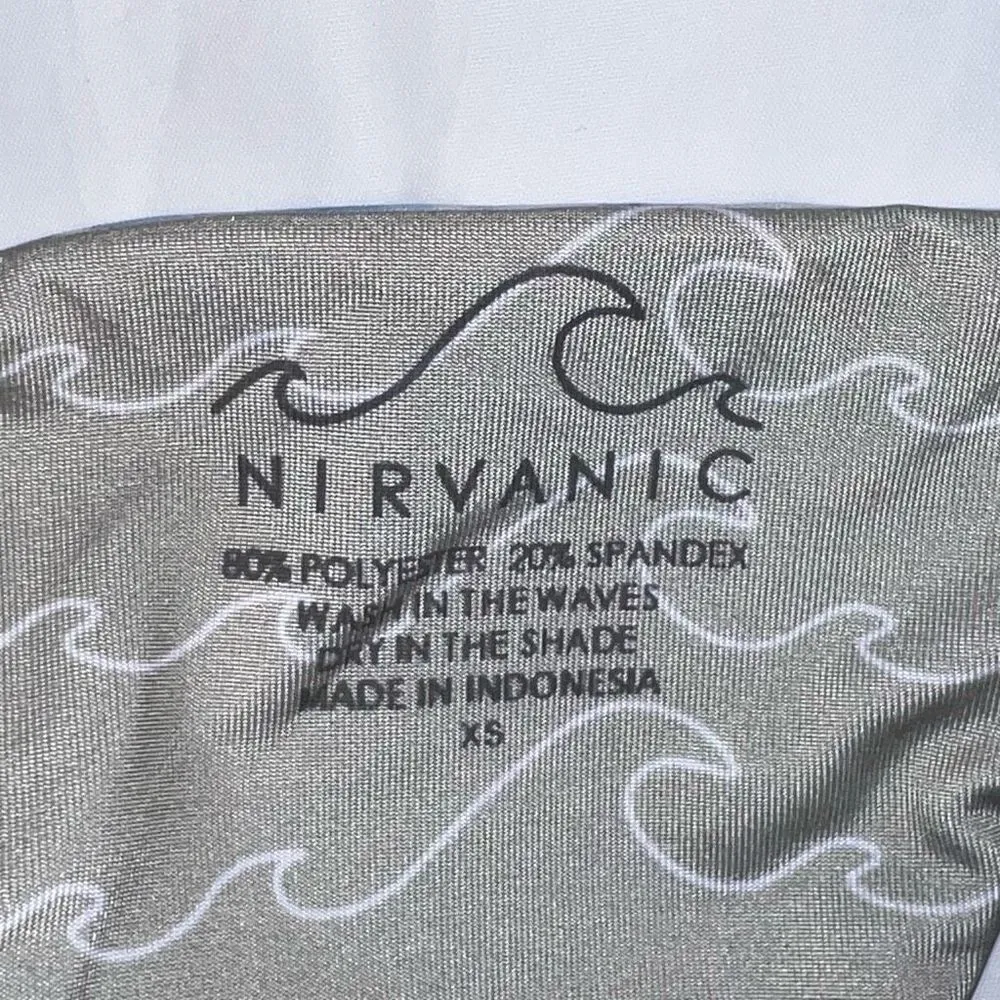 NIRVANIC
80% POLYESTER 20% SPANDEX
WASH IN THE WAVES
DRY IN THE SHADE
MADE IN INDONESIA
XS